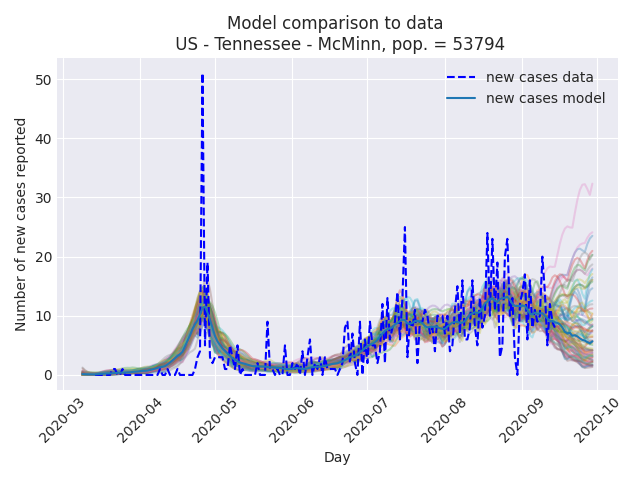 Model comparison to data
US - Tennessee - McMinn, pop. = 53794
new cases data
new cases model
Number of new cases reported
50
40
30
20
10
0
2020-03
2020-04
2020-05
2020-06
2020-07
2020-08
2020-09
2020-10
Day